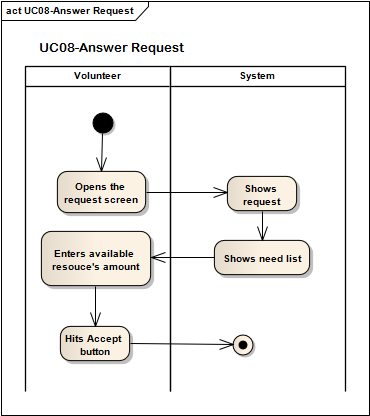 act UC08-Answer Request
UC08-Answer Request
Volunteer
System
Opens the
request screen
Shows
request
Enters available
resouce's amount
Shows need list
Hits Accept
button